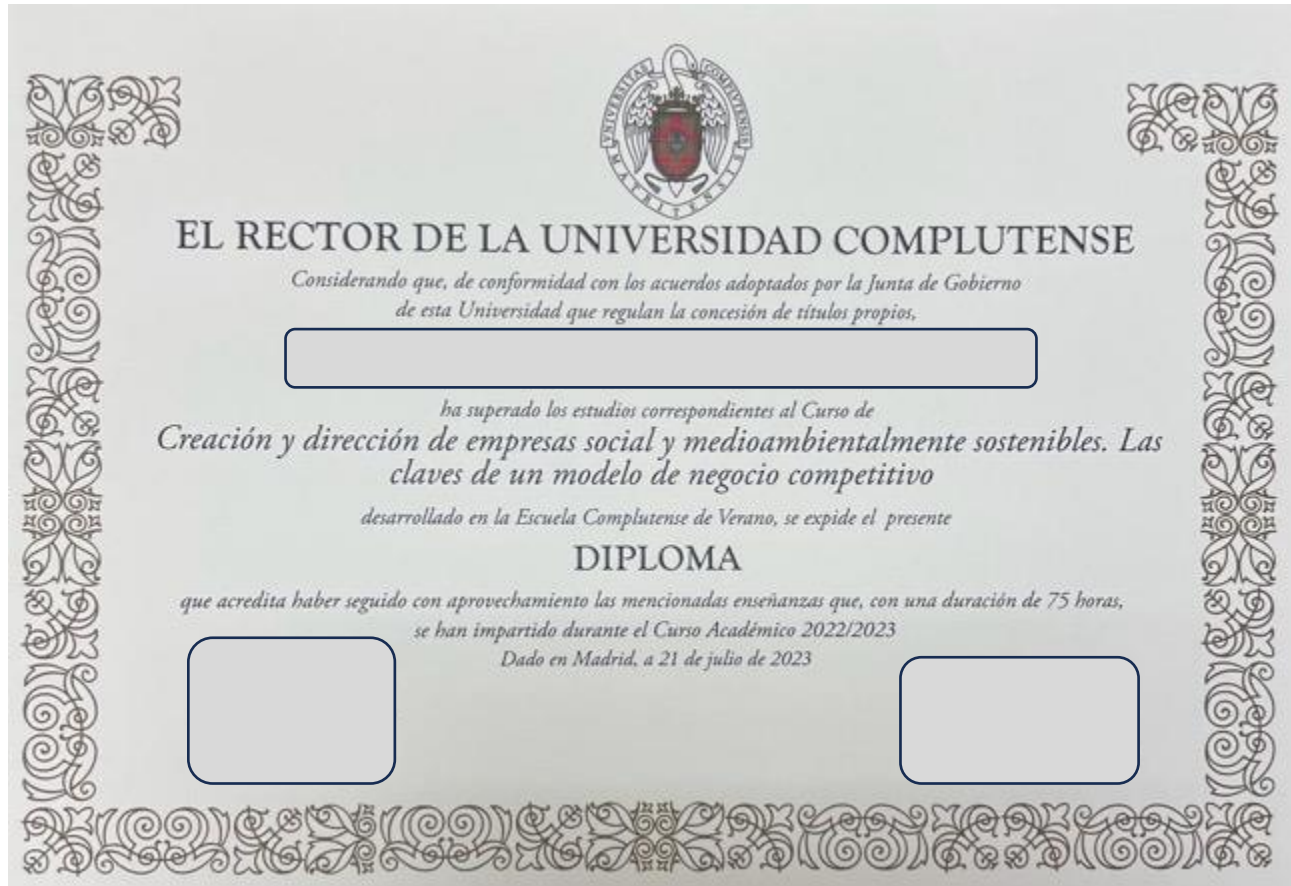 UNIVERSITAS COMPLUTENSIS
MATRITENSIS
EL RECTOR DE LA UNIVERSIDAD COMPLUTENSE
Considerando que, de conformidad con los acuerdos adoptados por la Junta de Gobierno
de esta Universidad que regulan la concesión de títulos propios,
ha superado los estudios correspondientes al Curso de
Creación y dirección de empresas social y medioambientalmente sostenibles. Las
claves de un modelo de negocio competitivo
desarrollado en la Escuela Complutense de Verano, se expide el presente
DIPLOMA
que acredita haber seguido con aprovechamiento las mencionadas enseñanzas que, con una duración de 75 horas,
se han impartido durante el Curso Académico 2022/2023
Dado en Madrid, a 21 de julio de 2023